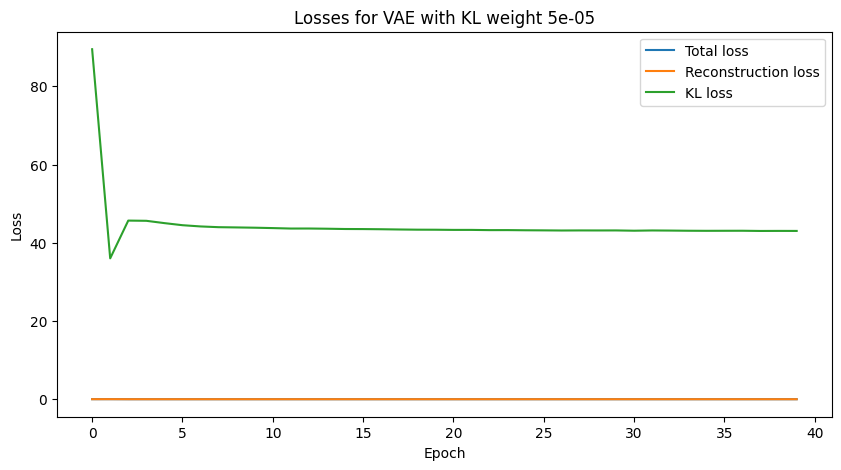 Losses for VAE with KL weight 5e-05
Total loss
Reconstruction loss
KL loss
80
60
40
20
0
Loss
0 5 10 15 20 25 30 35 40
Epoch